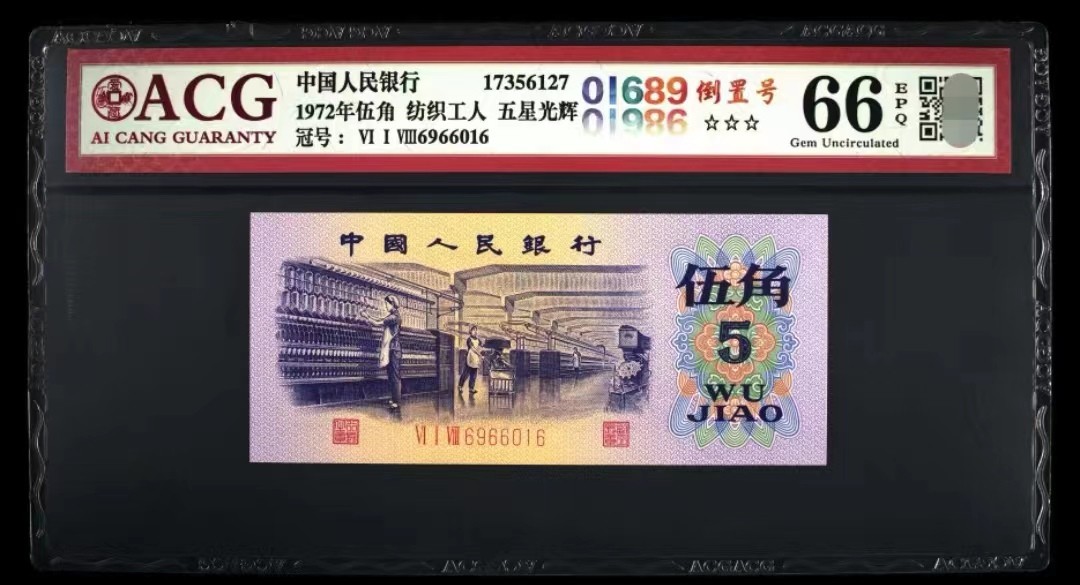 ACG
AI CANG GUARANTY
中国人民银行 17356127
1972年伍角 纺织工人 五星光辉
冠号： Ⅵ Ⅰ Ⅷ6966016
01689 倒置号
01986 ☆☆☆
66 EPQ
Gem Uncirculated
中國人民銀行
伍角
5
WU
JIAO
Ⅵ Ⅰ Ⅷ 6966016